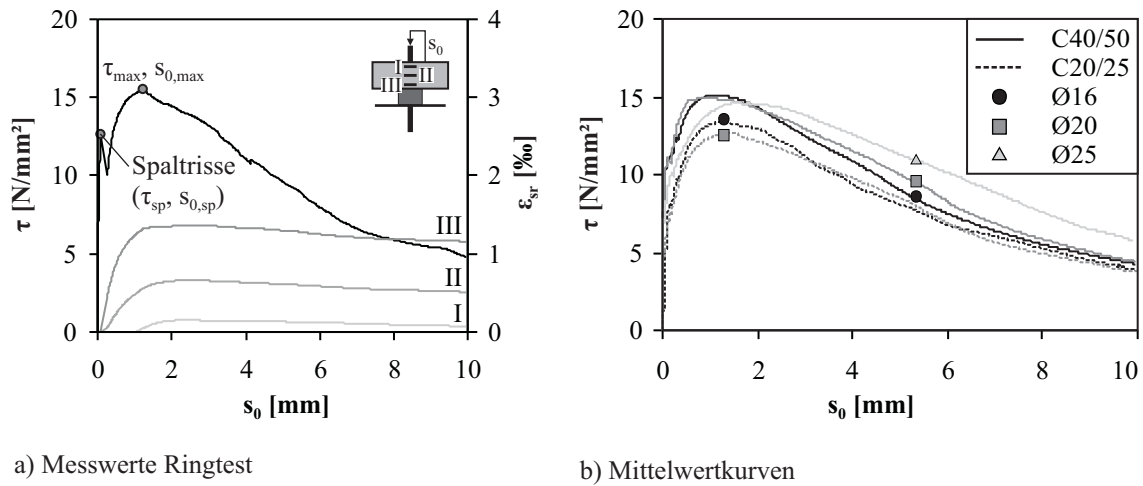 20
15
10
5
0
τ [N/mm²]
τmax, s0,max
Spaltrisse
(τsp, s0,sp)
s0
I
II
III
III
II
I
4
3
2
1
0
εsr [‰]
0 2 4 6 8 10
s0 [mm]
a) Messwerte Ringtest
20
15
10
5
0
τ [N/mm²]
C40/50
C20/25
Ø16
Ø20
Ø25
0 2 4 6 8 10
s0 [mm]
b) Mittelwertkurven